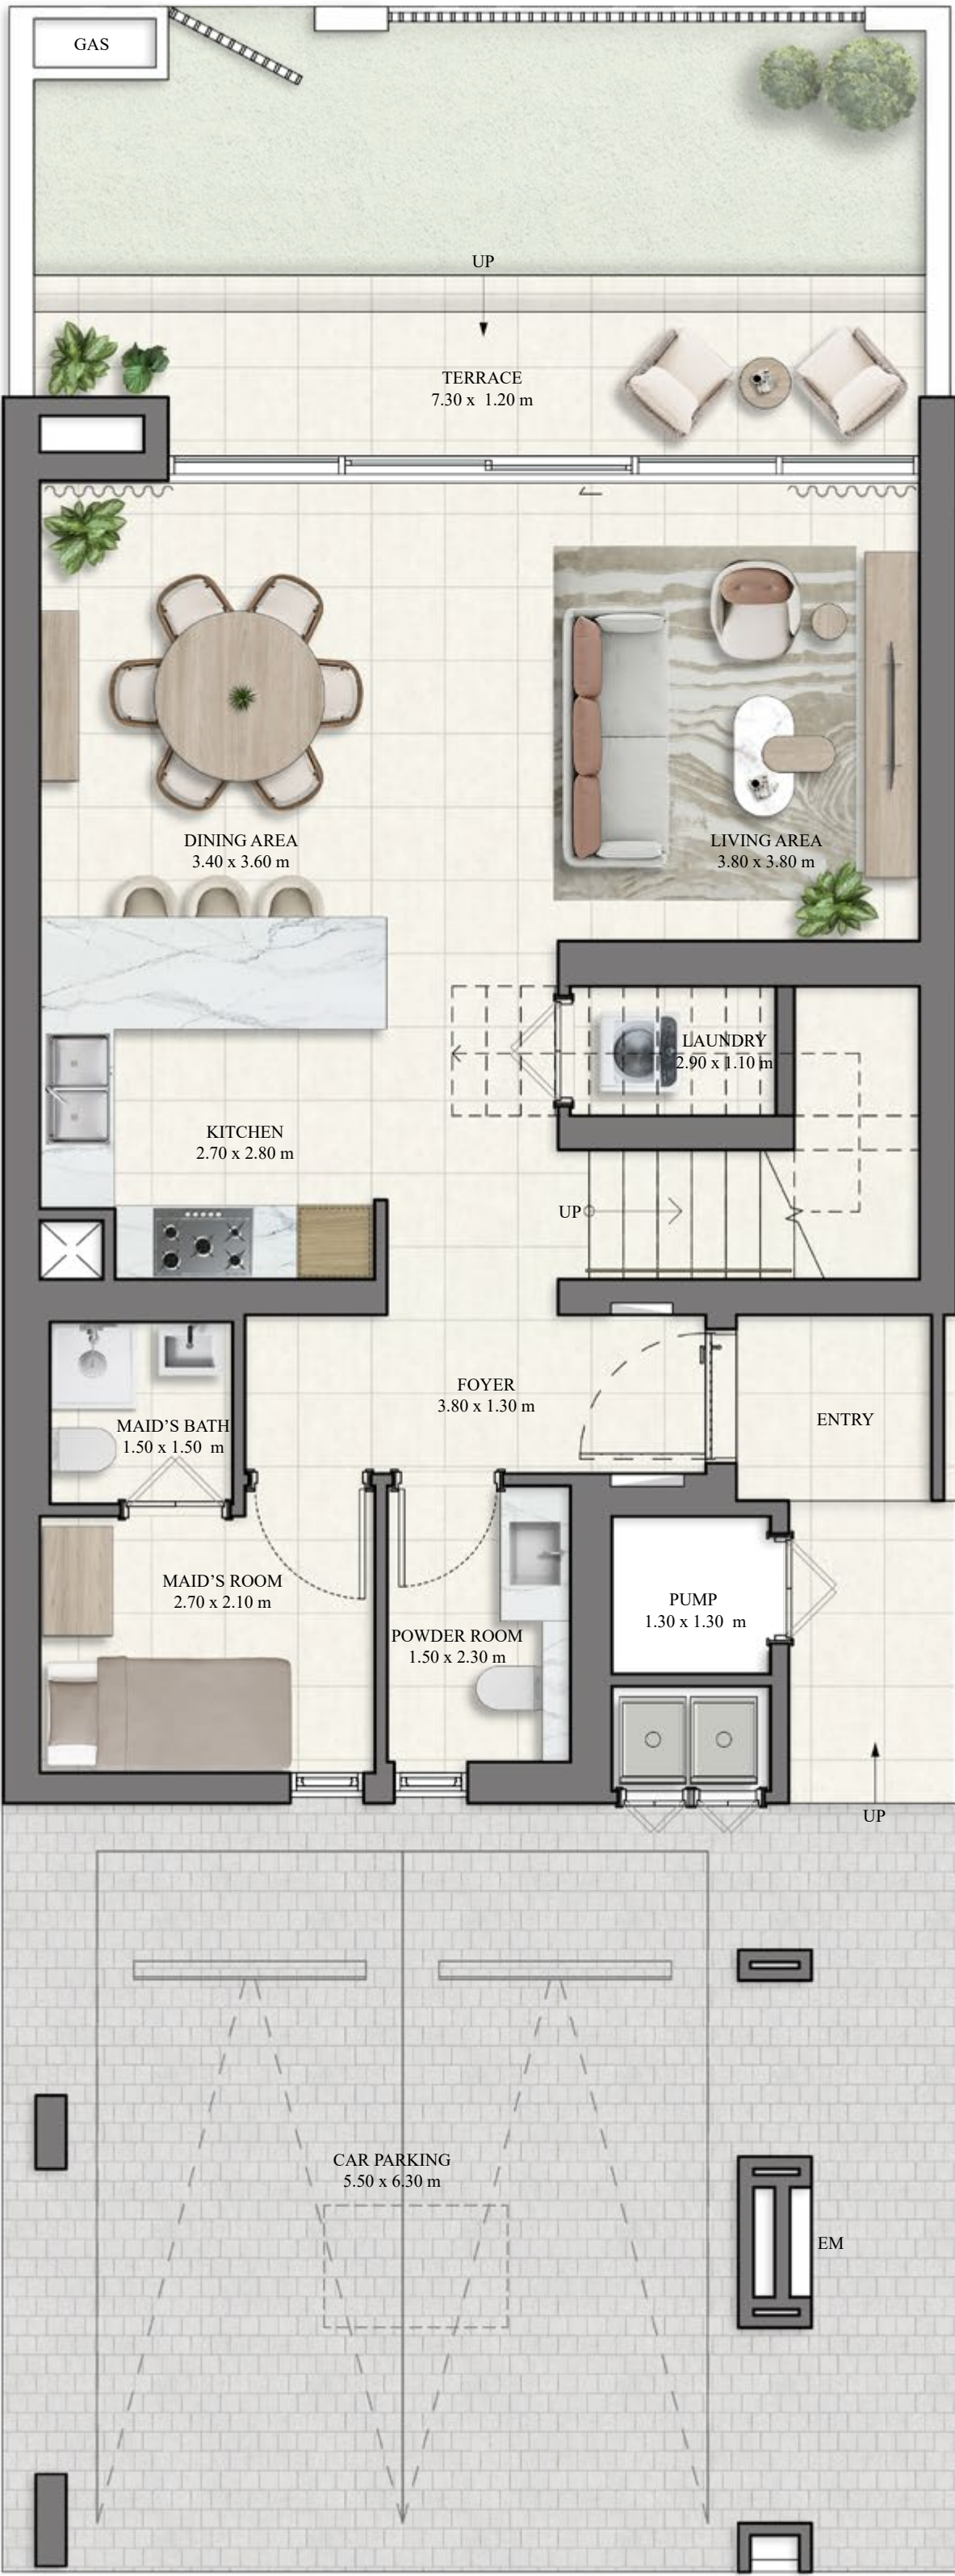 GAS
UP
TERRACE
7.30 x 1.20 m
DINING AREA
3.40 x 3.60 m
LIVING AREA
3.80 x 3.80 m
LAUNDRY
2.90 x 1.10 m
KITCHEN
2.70 x 2.80 m
UP
FOYER
3.80 x 1.30 m
ENTRY
MAID’S BATH
1.50 x 1.50 m
MAID’S ROOM
2.70 x 2.10 m
POWDER ROOM
1.50 x 2.30 m
PUMP
1.30 x 1.30 m
UP
CAR PARKING
5.50 x 6.30 m
EM